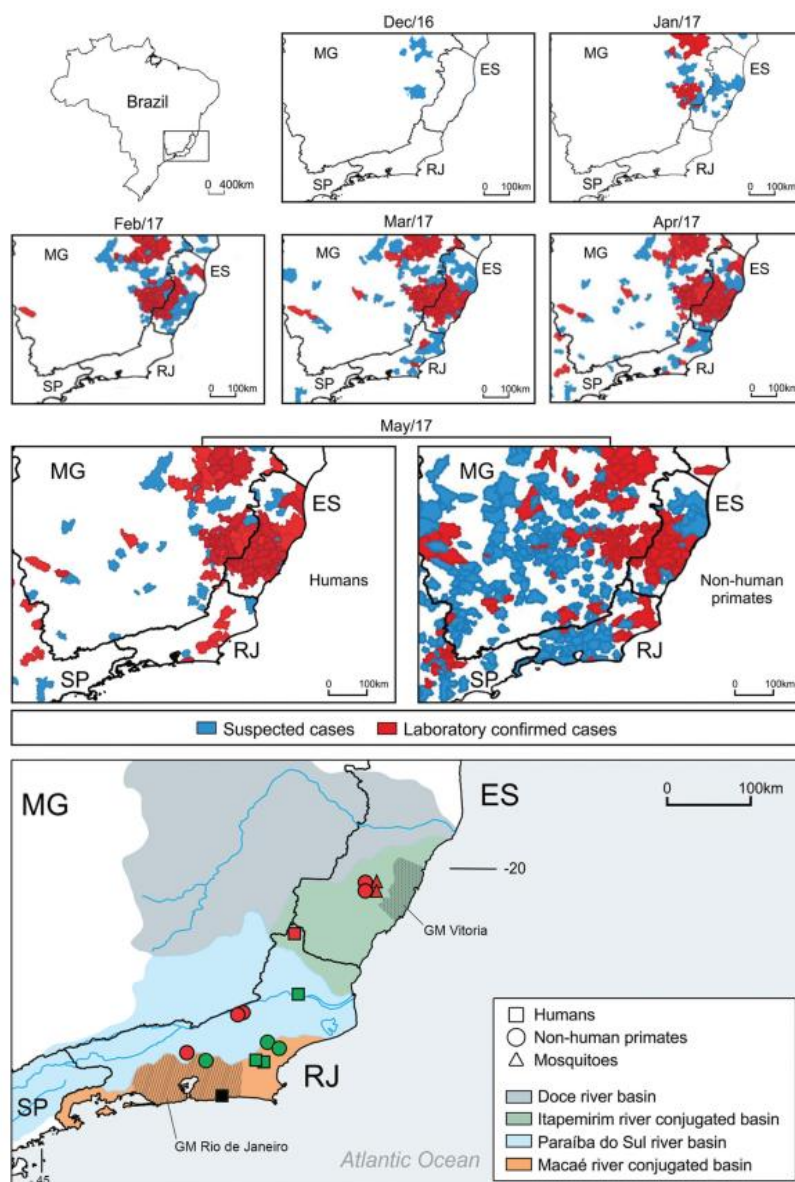 Dec/16
Jan/17
Brazil
0 400km
MG
ES
SP
RJ
0 100km
MG
ES
SP
RJ
0 100km
Feb/17
Mar/17
Apr/17
MG
ES
SP
RJ
0 100km
MG
ES
SP
RJ
0 100km
MG
ES
SP
RJ
0 100km
May/17
MG
ES
Humans
SP
RJ
0 100km
MG
ES
Non-human
primates
SP
RJ
0 100km
Suspected cases
Laboratory confirmed cases
MG
ES
0 100km
-20
GM Vitoria
RJ
SP
GM Rio de Janeiro
-45
Atlantic Ocean
Humans
Non-human primates
Mosquitoes
Doce river basin
Itapemirim river conjugated basin
Paraíba do Sul river basin
Macaé river conjugated basin